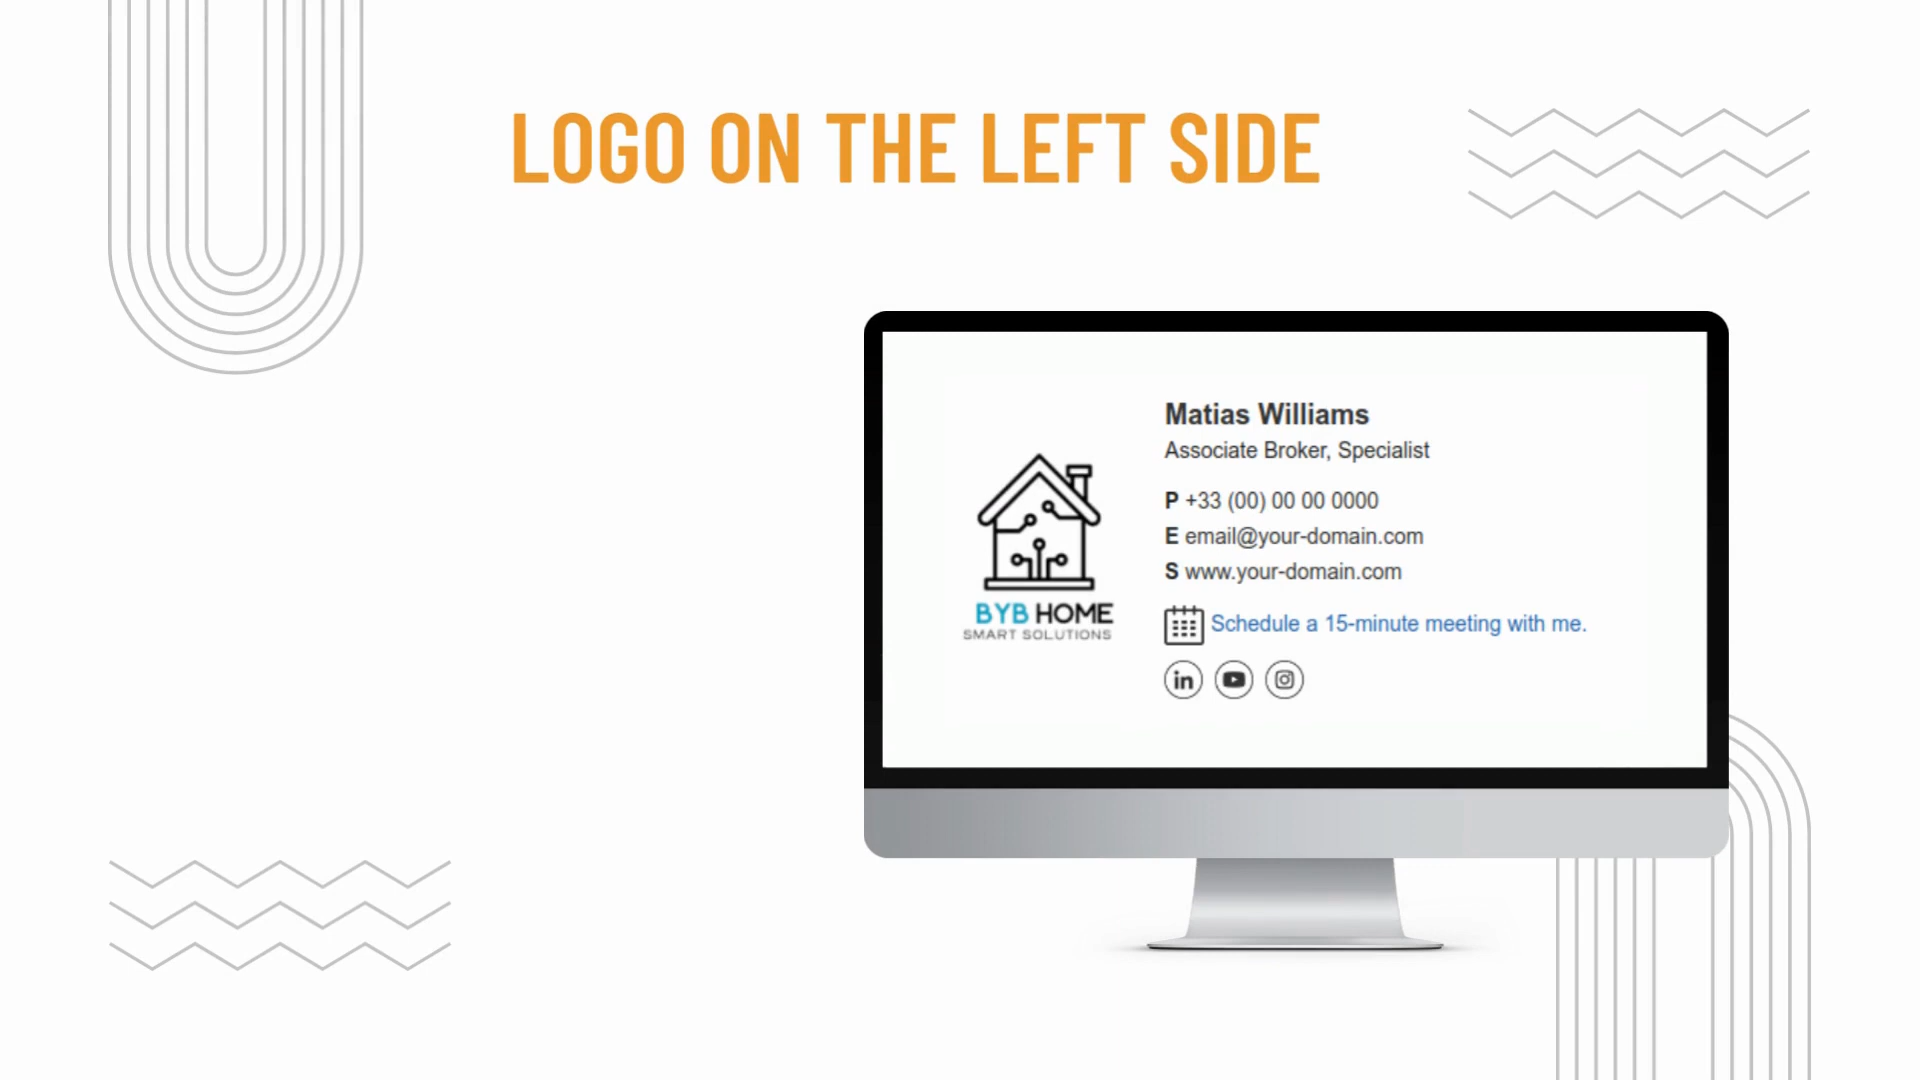 LOGO ON THE LEFT SIDE
Matias Williams
Associate Broker, Specialist
P +33 (00) 00 00 0000
E email@your-domain.com
S www.your-domain.com
Schedule a 15-minute meeting with me.
in
BYB HOME
SMART SOLUTIONS